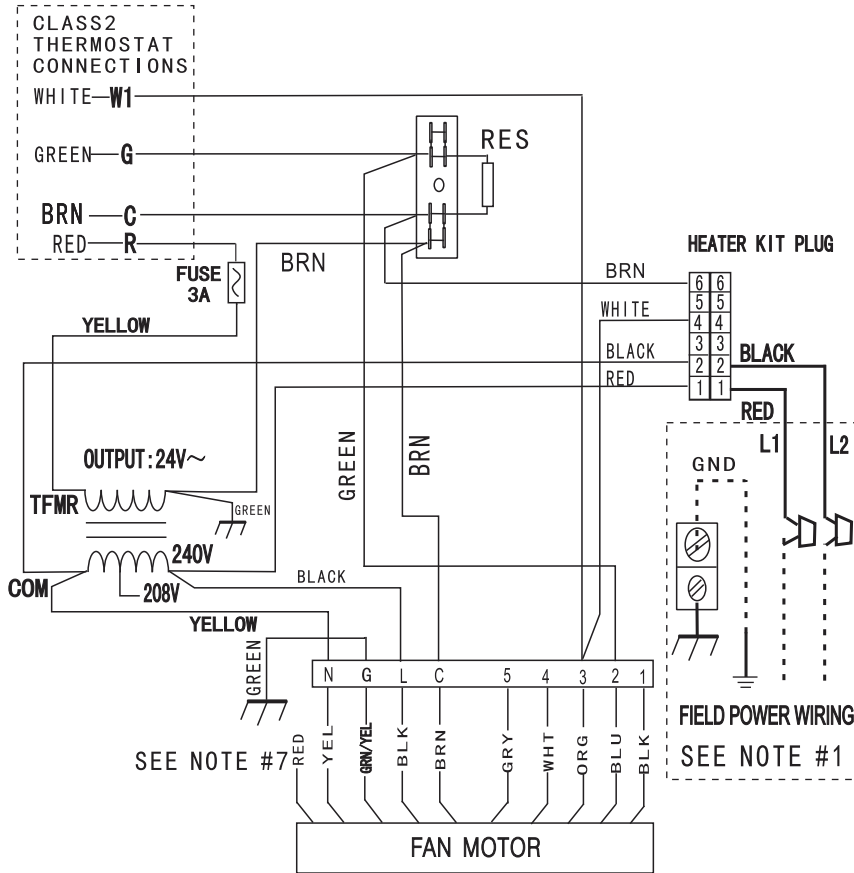 CLASS2
THERMOSTAT
CONNECTIONS
WHITE W1
GREEN G
BRN C
RED R
RES
FUSE
3A
BRN
YELLOW
HEATER KIT PLUG
BRN
WHITE
BLACK
RED
6 6
5 5
4 4
3 3
2 2
1 1
BLACK
RED
L1
L2
GND
OUTPUT:24V~
GREEN
BRN
TFMR
GREEN
240V
COM
208V
BLACK
YELLOW
GREEN
N G L C 5 4 3 2 1
FIELD POWER WIRING
SEE NOTE #1
SEE NOTE #7
RED
YEL
GRN/YEL
BLK
BRN
GRY
WHT
ORG
BLU
BLK
FAN MOTOR